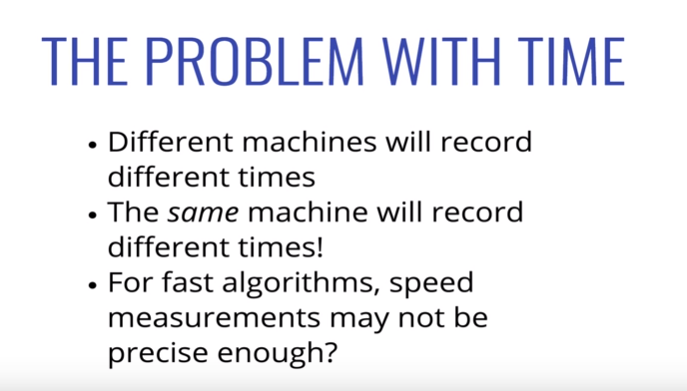 THE PROBLEM WITH TIME
• Different machines will record
different times
• The same machine will record
different times!
• For fast algorithms, speed
measurements may not be
precise enough?